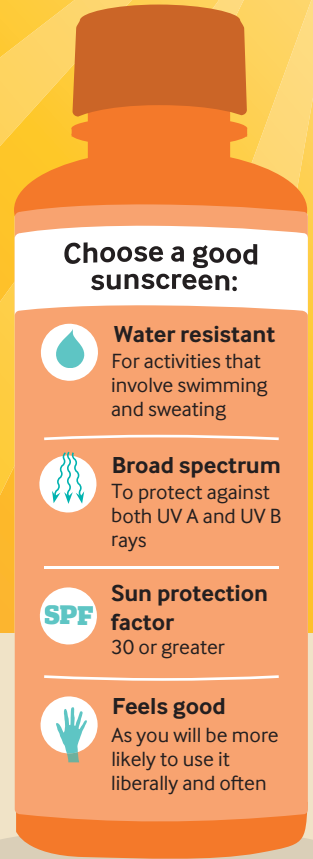 Choose a good
sunscreen:
Water resistant
For activities that
involve swimming
and sweating
Broad spectrum
To protect against
both UV A and UV B
rays
SPF
Sun protection
factor
30 or greater
Feels good
As you will be more
likely to use it
liberally and often